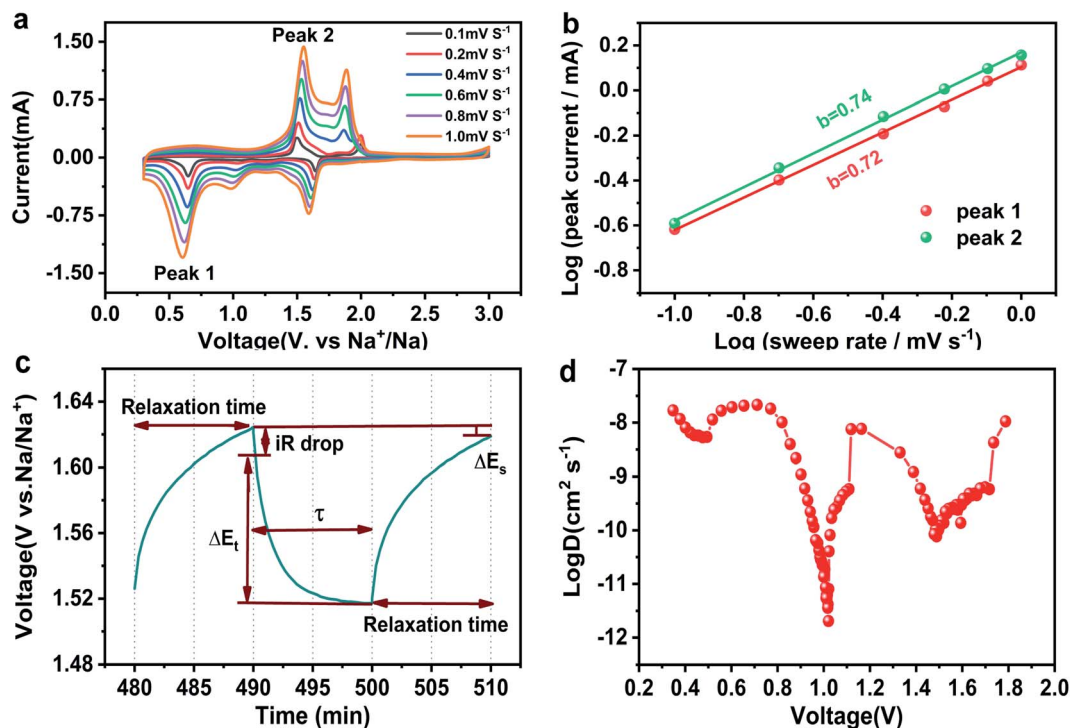 a
Peak 2
0.1mV S⁻¹
0.2mV S⁻¹
0.4mV S⁻¹
0.6mV S⁻¹
0.8mV S⁻¹
1.0mV S⁻¹
Peak 1
Current(mA)
1.50
0.75
0.00
-0.75
-1.50
0.0 0.5 1.0 1.5 2.0 2.5 3.0
Voltage(V. vs Na⁺/Na)
b
Log (peak current / mA)
0.2
0.0
-0.2
-0.4
-0.6
-0.8
b=0.74
b=0.72
peak 1
peak 2
-1.0 -0.8 -0.6 -0.4 -0.2 0.0
Log (sweep rate / mV s⁻¹)
c
Voltage(V vs.Na/Na⁺)
1.64
1.60
1.56
1.52
1.48
Relaxation time
iR drop
ΔEₛ
τ
ΔEₜ
Relaxation time
480 485 490 495 500 505 510
Time (min)
d
LogD(cm² s⁻¹)
-7
-8
-9
-10
-11
-12
0.2 0.4 0.6 0.8 1.0 1.2 1.4 1.6 1.8 2.0
Voltage(V)